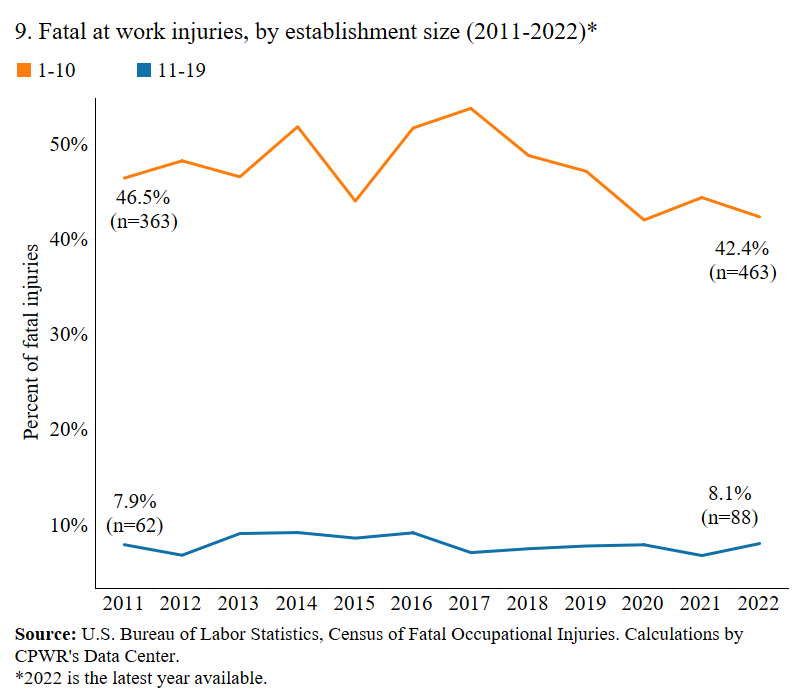 9. Fatal at work injuries, by establishment size (2011-2022)*
1-10
11-19
Percent of fatal injuries
50%
40%
30%
20%
10%
46.5%
(n=363)
42.4%
(n=463)
7.9%
(n=62)
8.1%
(n=88)
2011 2012 2013 2014 2015 2016 2017 2018 2019 2020 2021 2022
Source: U.S. Bureau of Labor Statistics, Census of Fatal Occupational Injuries. Calculations by
CPWR's Data Center.
*2022 is the latest year available.